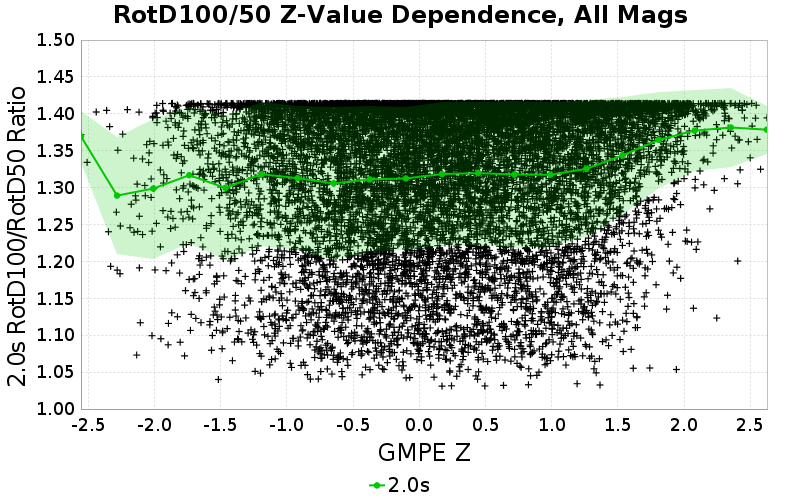 RotD100/50 Z-Value Dependence, All Mags
1.50
1.45
1.40
1.35
1.30
1.25
1.20
1.15
1.10
1.05
1.00
2.0s RotD100/RotD50 Ratio
-2.5 -2.0 -1.5 -1.0 -0.5 0.0 0.5 1.0 1.5 2.0 2.5
GMPE Z
2.0s